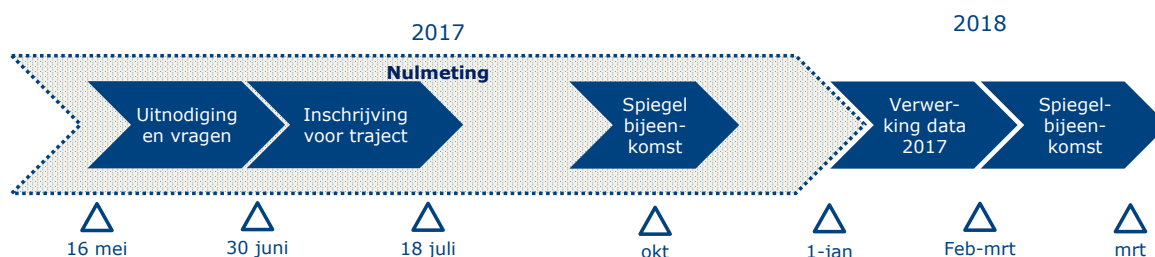 2017
2018
Nulmeting
Uitnodiging
en vragen
Inschrijving
voor traject
Spiegel
bijeen-
komst
Verwer-
king data
2017
Spiegel-
bijeen-
komst
16 mei
30 juni
18 juli
okt
1-jan
Feb-mrt
mrt